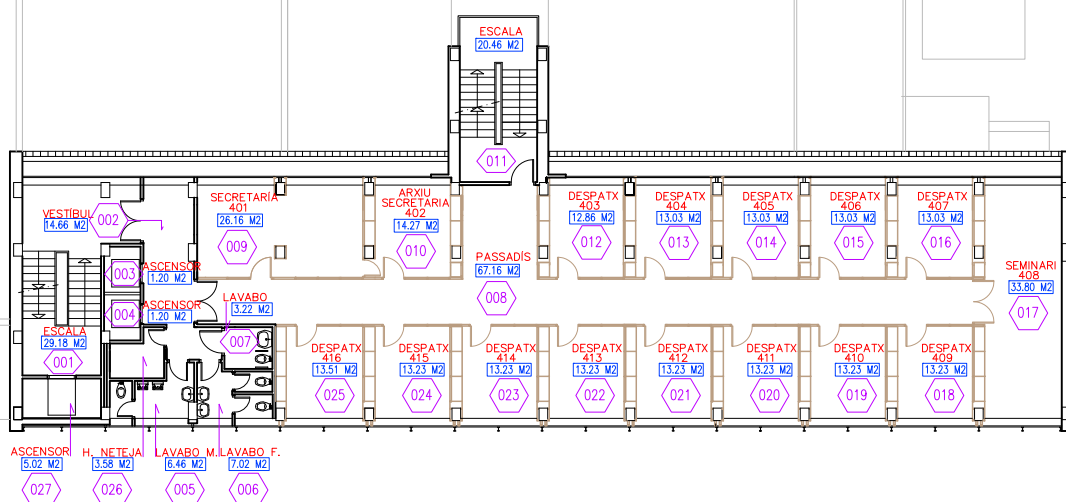 ESCALA
20.46 M2
011
VESTÍBUL
14.66 M2
002
SECRETARÍA
401
26.16 M2
009
ARXIU
SECRETARIA
402
14.27 M2
010
DESPATX
403
12.86 M2
012
DESPATX
404
13.03 M2
013
DESPATX
405
13.03 M2
014
DESPATX
406
13.03 M2
015
DESPATX
407
13.03 M2
016
ASCENSOR
1.20 M2
003
ASCENSOR
1.20 M2
004
LAVABO
3.22 M2
007
PASSADÍS
67.16 M2
008
SEMINARI
408
33.80 M2
017
ESCALA
29.18 M2
001
DESPATX
416
13.51 M2
025
DESPATX
415
13.23 M2
024
DESPATX
414
13.23 M2
023
DESPATX
413
13.23 M2
022
DESPATX
412
13.23 M2
021
DESPATX
411
13.23 M2
020
DESPATX
410
13.23 M2
019
DESPATX
409
13.23 M2
018
ASCENSOR
5.02 M2
027
H. NETEJA
3.58 M2
026
LAVABO M.
6.46 M2
005
LAVABO F.
7.02 M2
006